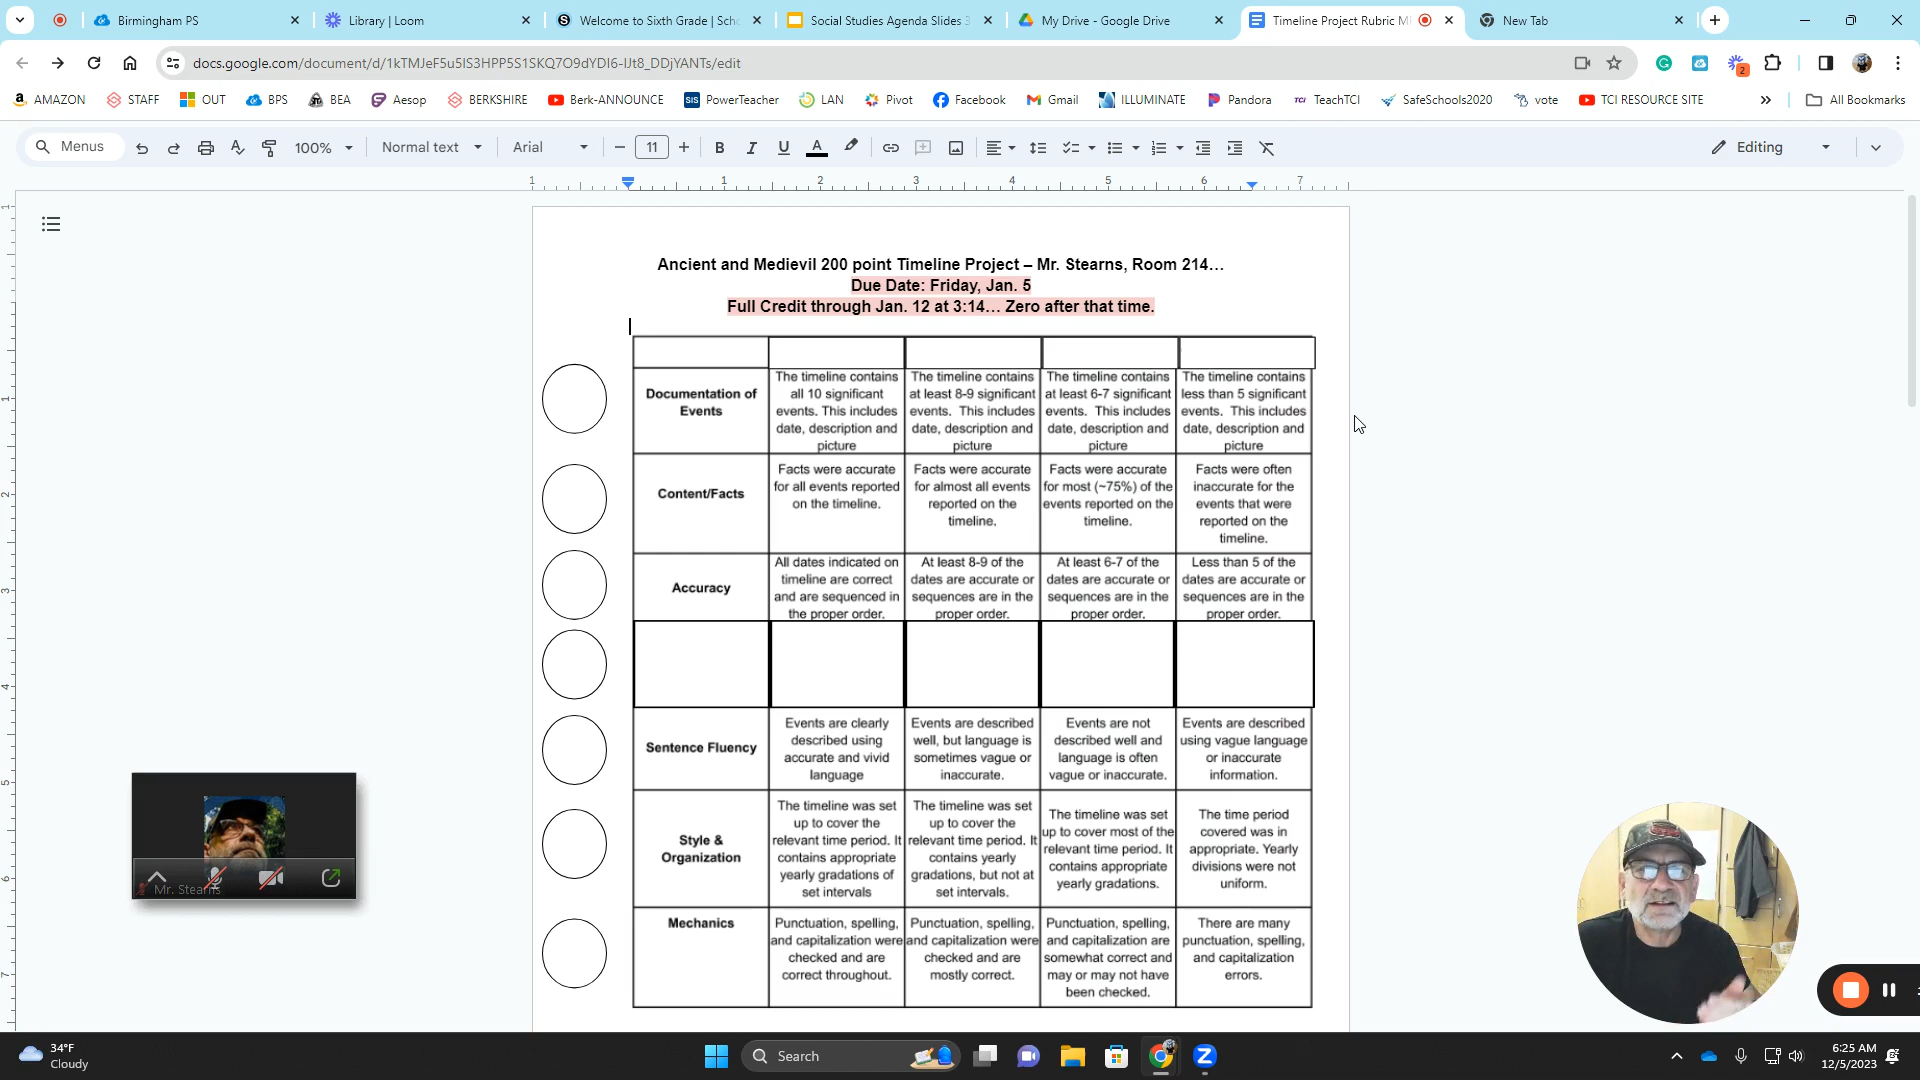 Birmingham PS
Library | Loom
Welcome to Sixth Grade | Scho
Social Studies Agenda Slides 3
My Drive - Google Drive
Timeline Project Rubric M
New Tab
docs.google.com/document/d/1kTMJeF5u5IS3HPP5S1SKQ7O9dYDI6-IJt8_DDjYANTs/edit
2
AMAZON STAFF OUT BPS BEA Aesop BERKSHIRE Berk-ANNOUNCE SIS PowerTeacher LAN Pivot Facebook Gmail ILLUMINATE Pandora TCI TeachTCI SafeSchools2020 vote TCI RESOURCE SITE » All Bookmarks
Menus 100% Normal text Arial 11 Editing
1 1 2 3 4 5 6 7
Ancient and Medievil 200 point Timeline Project – Mr. Stearns, Room 214…
Due Date: Friday, Jan. 5
Full Credit through Jan. 12 at 3:14… Zero after that time.
Documentation of
Events
The timeline contains
all 10 significant
events. This includes
date, description and
picture
The timeline contains
at least 8-9 significant
events. This includes
date, description and
picture
The timeline contains
at least 6-7 significant
events. This includes
date, description and
picture
The timeline contains
less than 5 significant
events. This includes
date, description and
picture
Content/Facts
Facts were accurate
for all events reported
on the timeline.
Facts were accurate
for almost all events
reported on the
timeline.
Facts were accurate
for most (~75%) of the
events reported on the
timeline.
Facts were often
inaccurate for the
events that were
reported on the
timeline.
Accuracy
All dates indicated on
timeline are correct
and are sequenced in
the proper order.
At least 8-9 of the
dates are accurate or
sequences are in the
proper order.
At least 6-7 of the
dates are accurate or
sequences are in the
proper order.
Less than 5 of the
dates are accurate or
sequences are in the
proper order.
Sentence Fluency
Events are clearly
described using
accurate and vivid
language
Events are described
well, but language is
sometimes vague or
inaccurate.
Events are not
described well and
language is often
vague or inaccurate.
Events are described
using vague language
or inaccurate
information.
Style &
Organization
The timeline was set
up to cover the
relevant time period. It
contains appropriate
yearly gradations of
set intervals
The timeline was set
up to cover the
relevant time period. It
contains yearly
gradations, but not at
set intervals.
The timeline was set
up to cover most of the
relevant time period. It
contains appropriate
yearly gradations.
The time period
covered was in
appropriate. Yearly
divisions were not
uniform.
Mechanics
Punctuation, spelling,
and capitalization were
checked and are
correct throughout.
Punctuation, spelling,
and capitalization were
checked and are
mostly correct.
Punctuation, spelling,
and capitalization are
somewhat correct and
may or may not have
been checked.
There are many
punctuation, spelling,
and capitalization
errors.
1
1
2
3
4
5
6
7
Mr. Stearns
34°F
Cloudy
Search
6:25 AM
12/5/2023